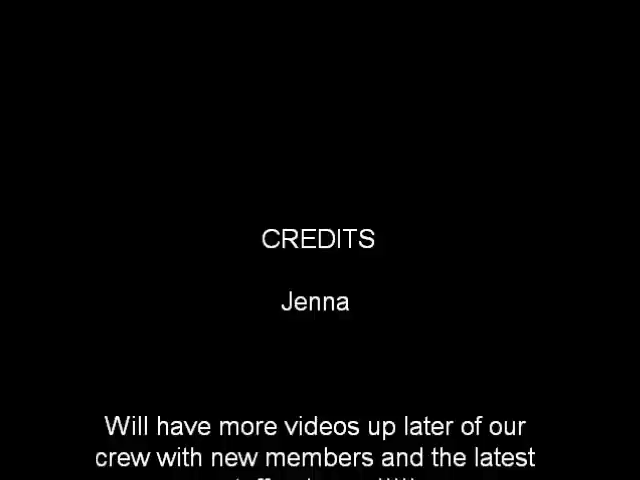 CREDITS
Jenna
Will have more videos up later of our
crew with new members and the latest